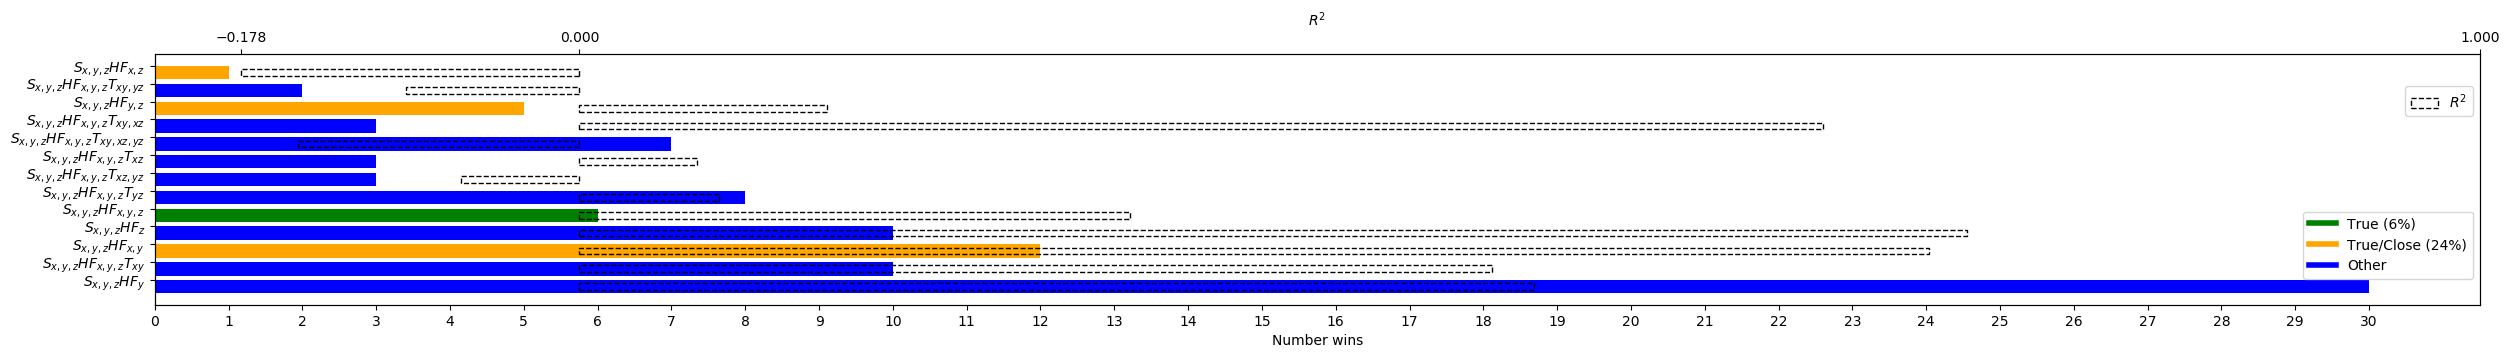 R²
−0.178 0.000 1.000
S_{x,y,z}HF_{x,z}
S_{x,y,z}HF_{x,y,z}T_{xy,yz}
S_{x,y,z}HF_{y,z}
S_{x,y,z}HF_{x,y,z}T_{xy,xz}
S_{x,y,z}HF_{x,y,z}T_{xy,xz,yz}
S_{x,y,z}HF_{x,y,z}T_{xz}
S_{x,y,z}HF_{x,y,z}T_{xz,yz}
S_{x,y,z}HF_{x,y,z}T_{yz}
S_{x,y,z}HF_{x,y,z}
S_{x,y,z}HF_{z}
S_{x,y,z}HF_{x,y}
S_{x,y,z}HF_{x,y,z}T_{xy}
S_{x,y,z}HF_{y}
R²
True (6%)
True/Close (24%)
Other
0 1 2 3 4 5 6 7 8 9 10 11 12 13 14 15 16 17 18 19 20 21 22 23 24 25 26 27 28 29 30
Number wins